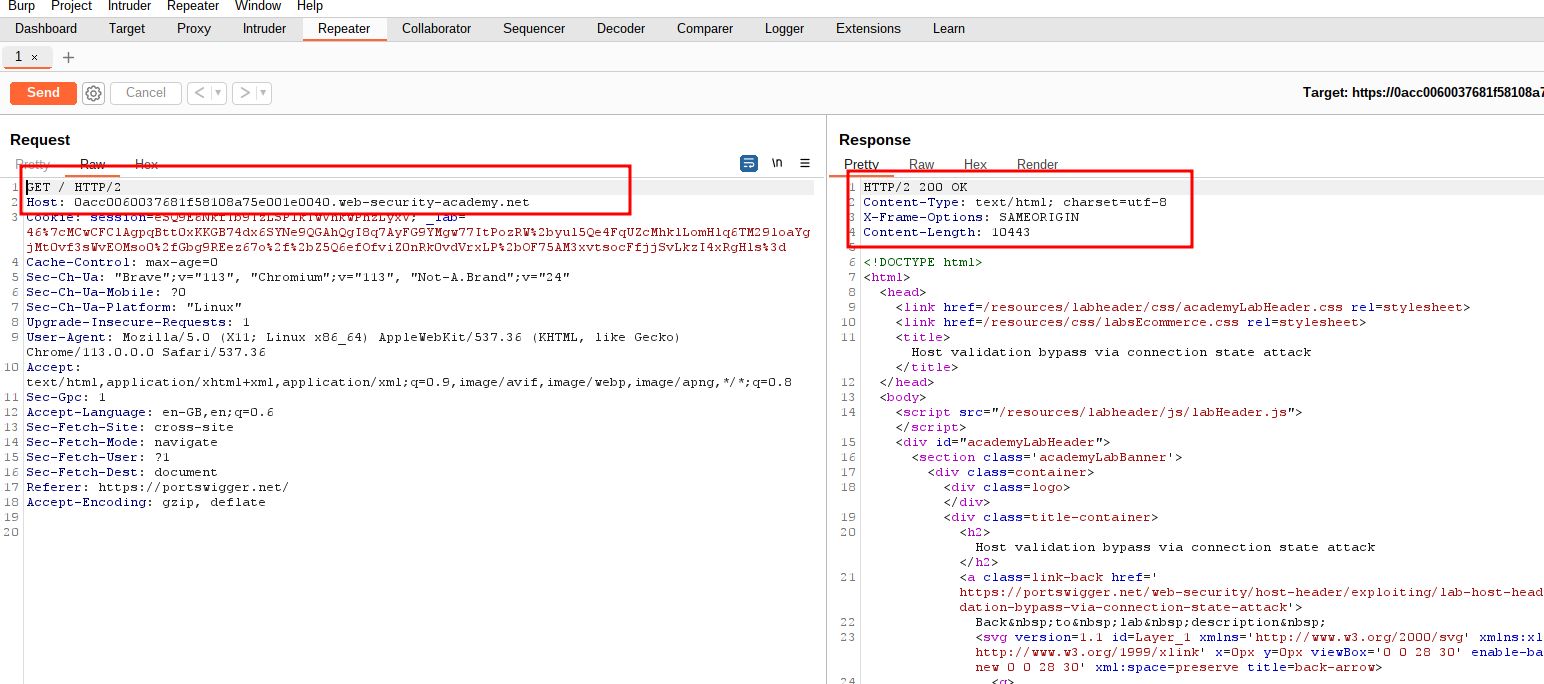 Burp Project Intruder Repeater Window Help
Dashboard Target Proxy Intruder Repeater Collaborator Sequencer Decoder Comparer Logger Extensions Learn
1 × +
Send Cancel < ▾ > ▾ Target: https://0acc0060037681f58108a7
Request
Pretty Raw Hex \n ≡
1 GET / HTTP/2
2 Host: 0acc0060037681f58108a75e001e0040.web-security-academy.net
3 Cookie: _lab=
Cache-Control: max-age=0
5 Sec-Ch-Ua: "Brave";v="113", "Chromium";v="113", "Not-A.Brand";v="24"
6 Sec-Ch-Ua-Mobile: ?0
7 Sec-Ch-Ua-Platform: "Linux"
8 Upgrade-Insecure-Requests: 1
9 User-Agent: Mozilla/5.0 (X11; Linux x86_64) AppleWebKit/537.36 (KHTML, like Gecko)
Chrome/113.0.0.0 Safari/537.36
10 Accept:
text/html,application/xhtml+xml,application/xml;q=0.9,image/avif,image/webp,image/apng,*/*;q=0.8
11 Sec-Gpc: 1
12 Accept-Language: en-GB,en;q=0.6
13 Sec-Fetch-Site: cross-site
14 Sec-Fetch-Mode: navigate
15 Sec-Fetch-User: ?1
16 Sec-Fetch-Dest: document
17 Referer: https://portswigger.net/
18 Accept-Encoding: gzip, deflate
19
20
Response
Pretty Raw Hex Render
1 HTTP/2 200 OK
2 Content-Type: text/html; charset=utf-8
3 X-Frame-Options: SAMEORIGIN
4 Content-Length: 10443
5
6 <!DOCTYPE html>
7 <html>
8 <head>
9 <link href=/resources/labheader/css/academyLabHeader.css rel=stylesheet>
10 <link href=/resources/css/labsEcommerce.css rel=stylesheet>
11 <title>
Host validation bypass via connection state attack
</title>
12 </head>
13 <body>
14 <script src="/resources/labheader/js/labHeader.js">
</script>
15 <div id="academyLabHeader">
16 <section class='academyLabBanner'>
17 <div class=container>
18 <div class=logo>
</div>
19 <div class=title-container>
20 <h2>
Host validation bypass via connection state attack
</h2>
21 <a class=link-back href='
https://portswigger.net/web-security/host-header/exploiting/lab-host-head
dation-bypass-via-connection-state-attack'>
22 Back&nbsp;to&nbsp;lab&nbsp;description&nbsp;
23 <svg version=1.1 id=Layer_1 xmlns='http://www.w3.org/2000/svg' xmlns:xl
http://www.w3.org/1999/xlink' x=0px y=0px viewBox='0 0 28 30' enable-ba
new 0 0 28 30' xml:space=preserve title=back-arrow>
24 <g>